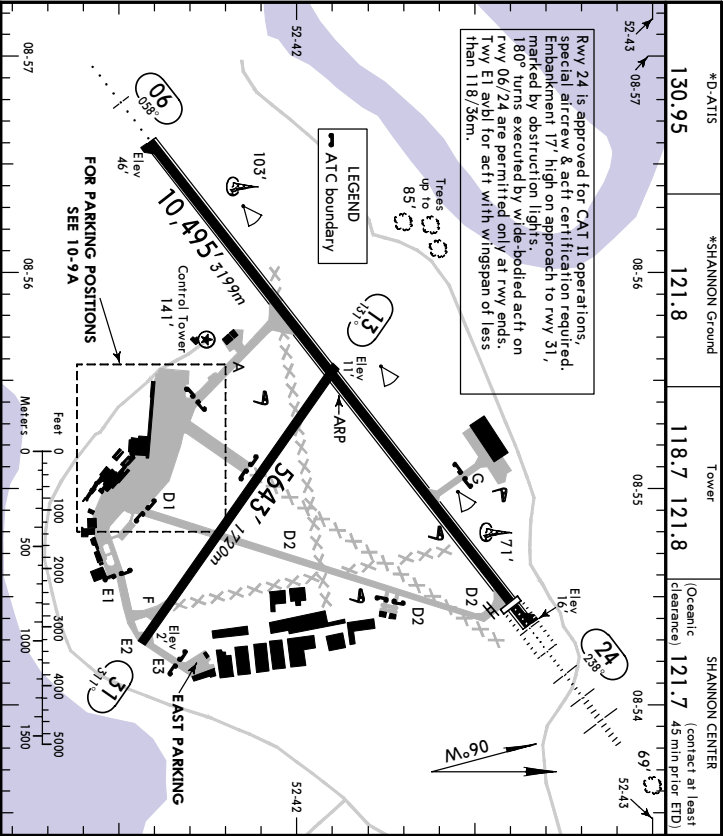 *D-ATIS
130.95
*SHANNON Ground
121.8
Tower
118.7 121.8
SHANNON CENTER
(Oceanic
clearance)
121.7
(contact at least
45 min prior ETD)
52-43
08-57
08-56
08-55
08-54
52-43
69'
Rwy 24 is approved for CAT II operations,
special aircrew & acft certification required.
Embankment 17' high on approach to rwy 31,
marked by obstruction lights.
180° turns executed by wide-bodied acft on
rwy 06/24 are permitted only at rwy ends.
Twy E1 avbl for acft with wingspan of less
than 118'/36m.
Trees
up to
85'
LEGEND
ATC boundary
52-42
103'
06
058°
Elev
46'
10,495' 3199m
13
131°
Elev
11'
ARP
G
71'
Elev
16'
24
238°
06°W
Control Tower
141'
A
5643' 1720m
D2
D2
D2
D1
FOR PARKING POSITIONS
SEE 10-9A
E1
F
E2
Elev
2'
E3
31
311°
EAST PARKING
52-42
Feet 0 1000 2000 3000 4000 5000
Meters 0 500 1000 1500
08-57
08-56
08-55
08-54